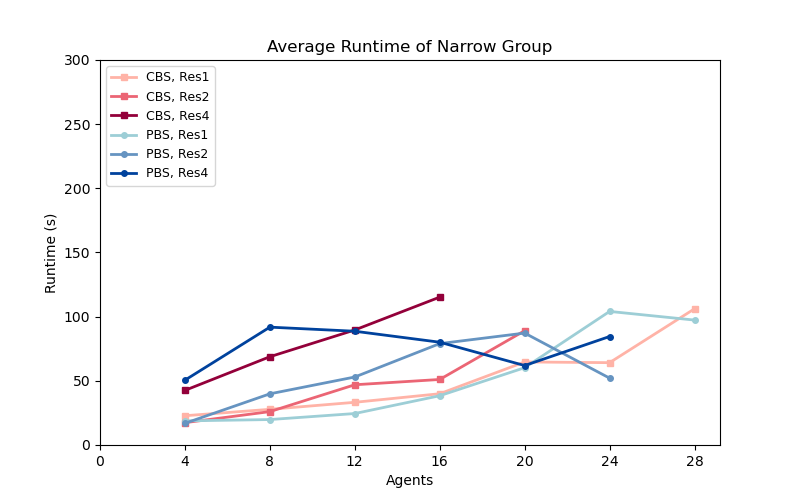 Average Runtime of Narrow Group
300
250
200
150
100
50
0
Runtime (s)
CBS, Res1
CBS, Res2
CBS, Res4
PBS, Res1
PBS, Res2
PBS, Res4
0 4 8 12 16 20 24 28
Agents